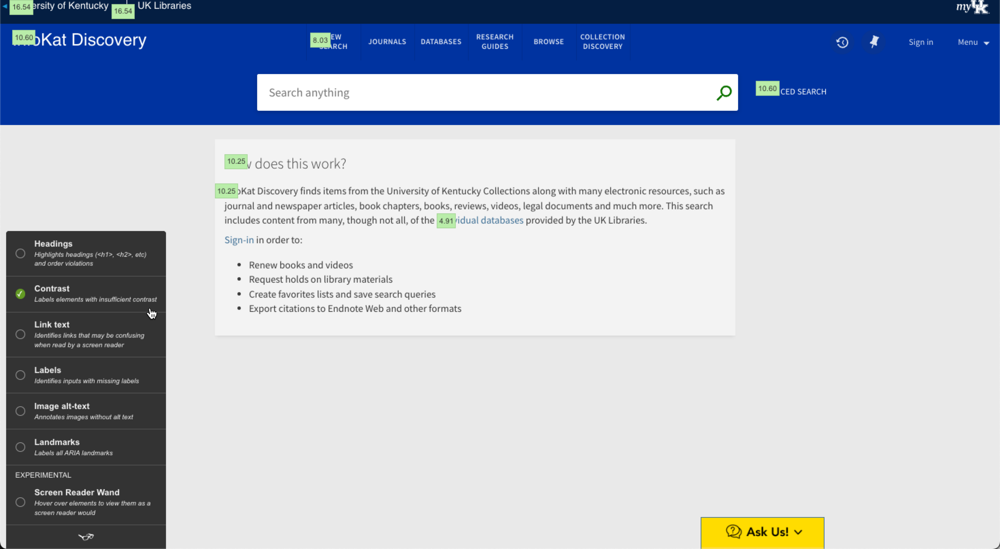 16.54 ersity of Kentucky 16.54 UK Libraries
my UK
10.60 oKat Discovery
8.03 EW SEARCH
JOURNALS
DATABASES
RESEARCH
GUIDES
BROWSE
COLLECTION
DISCOVERY
Sign in
Menu
Search anything
10.60 CED SEARCH
10.25 w does this work?
10.25 oKat Discovery finds items from the University of Kentucky Collections along with many electronic resources, such as
journal and newspaper articles, book chapters, books, reviews, videos, legal documents and much more. This search
includes content from many, though not all, of the 4.91 vidual databases provided by the UK Libraries.
Sign-in in order to:
• Renew books and videos
• Request holds on library materials
• Create favorites lists and save search queries
• Export citations to Endnote Web and other formats
Headings
Highlights headings (<h1>, <h2>, etc)
and order violations
Contrast
Labels elements with insufficient contrast
Link text
Identifies links that may be confusing
when read by a screen reader
Labels
Identifies inputs with missing labels
Image alt-text
Annotates images without alt text
Landmarks
Labels all ARIA landmarks
EXPERIMENTAL
Screen Reader Wand
Hover over elements to view them as a
screen reader would
Ask Us!